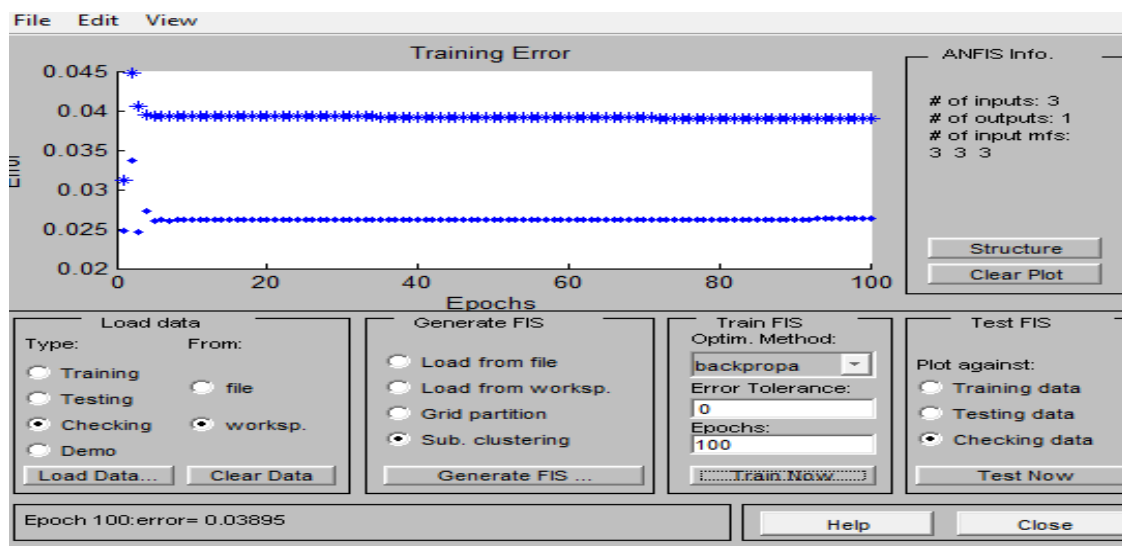 File Edit View
Training Error
0.045
0.04
0.035
0.03
0.025
0.02
Error
0 20 40 60 80 100
Epochs
ANFIS Info.
# of inputs: 3
# of outputs: 1
# of input mfs:
3 3 3
Structure
Clear Plot
Load data
Type: From:
Training
Testing
Checking
Demo
file
worksp.
Load Data... Clear Data
Generate FIS
Load from file
Load from worksp.
Grid partition
Sub. clustering
Generate FIS ...
Train FIS
Optim. Method:
backpropa
Error Tolerance:
0
Epochs:
100
Train Now
Test FIS
Plot against:
Training data
Testing data
Checking data
Test Now
Epoch 100:error= 0.03895
Help Close